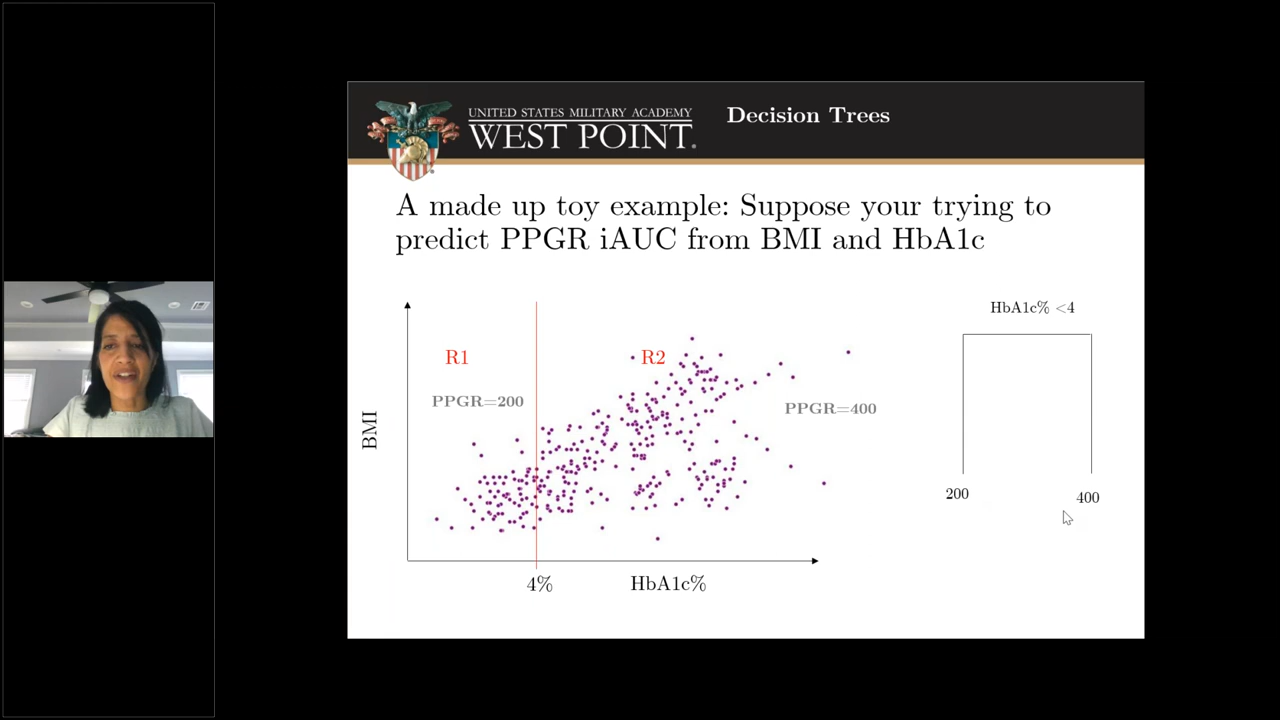 UNITED STATES MILITARY ACADEMY
WEST POINT.
Decision Trees
A made up toy example: Suppose your trying to
predict PPGR iAUC from BMI and HbA1c
HbA1c% <4
R1
R2
PPGR=200
PPGR=400
BMI
200
400
4%
HbA1c%